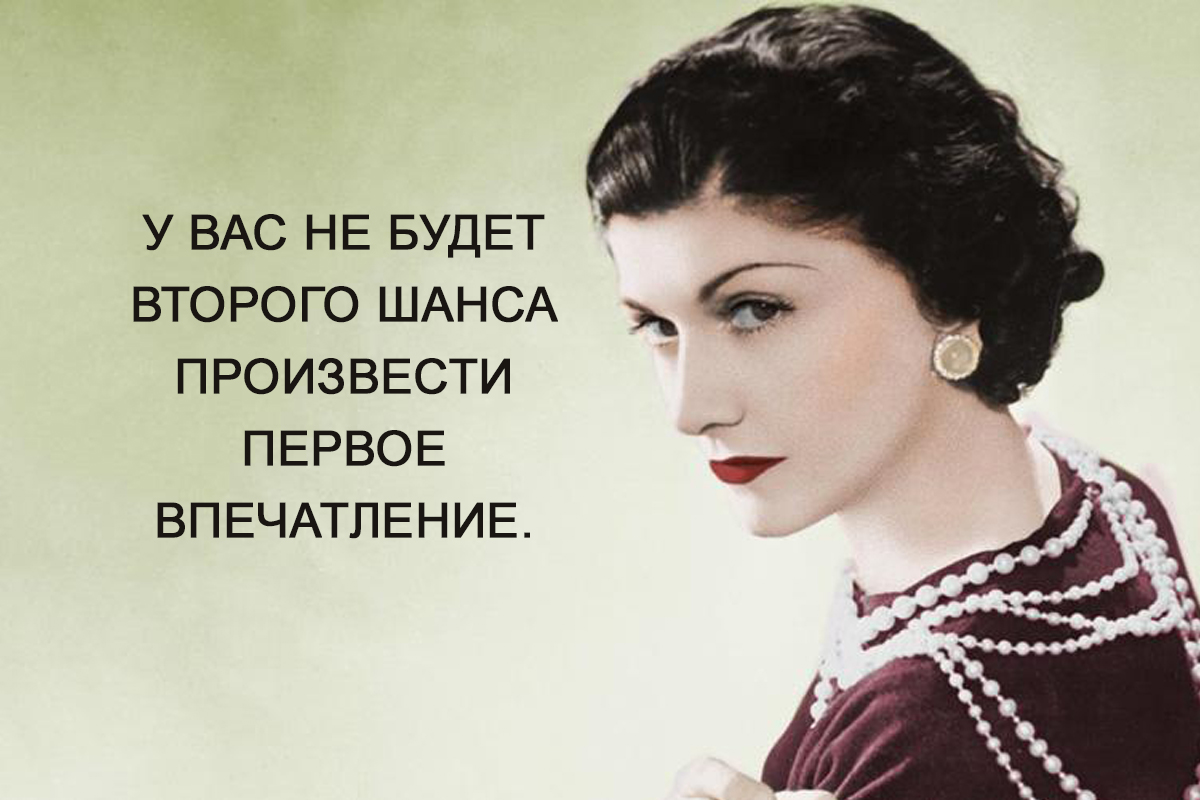 У ВАС НЕ БУДЕТ
ВТОРОГО ШАНСА
ПРОИЗВЕСТИ
ПЕРВОЕ
ВПЕЧАТЛЕНИЕ.